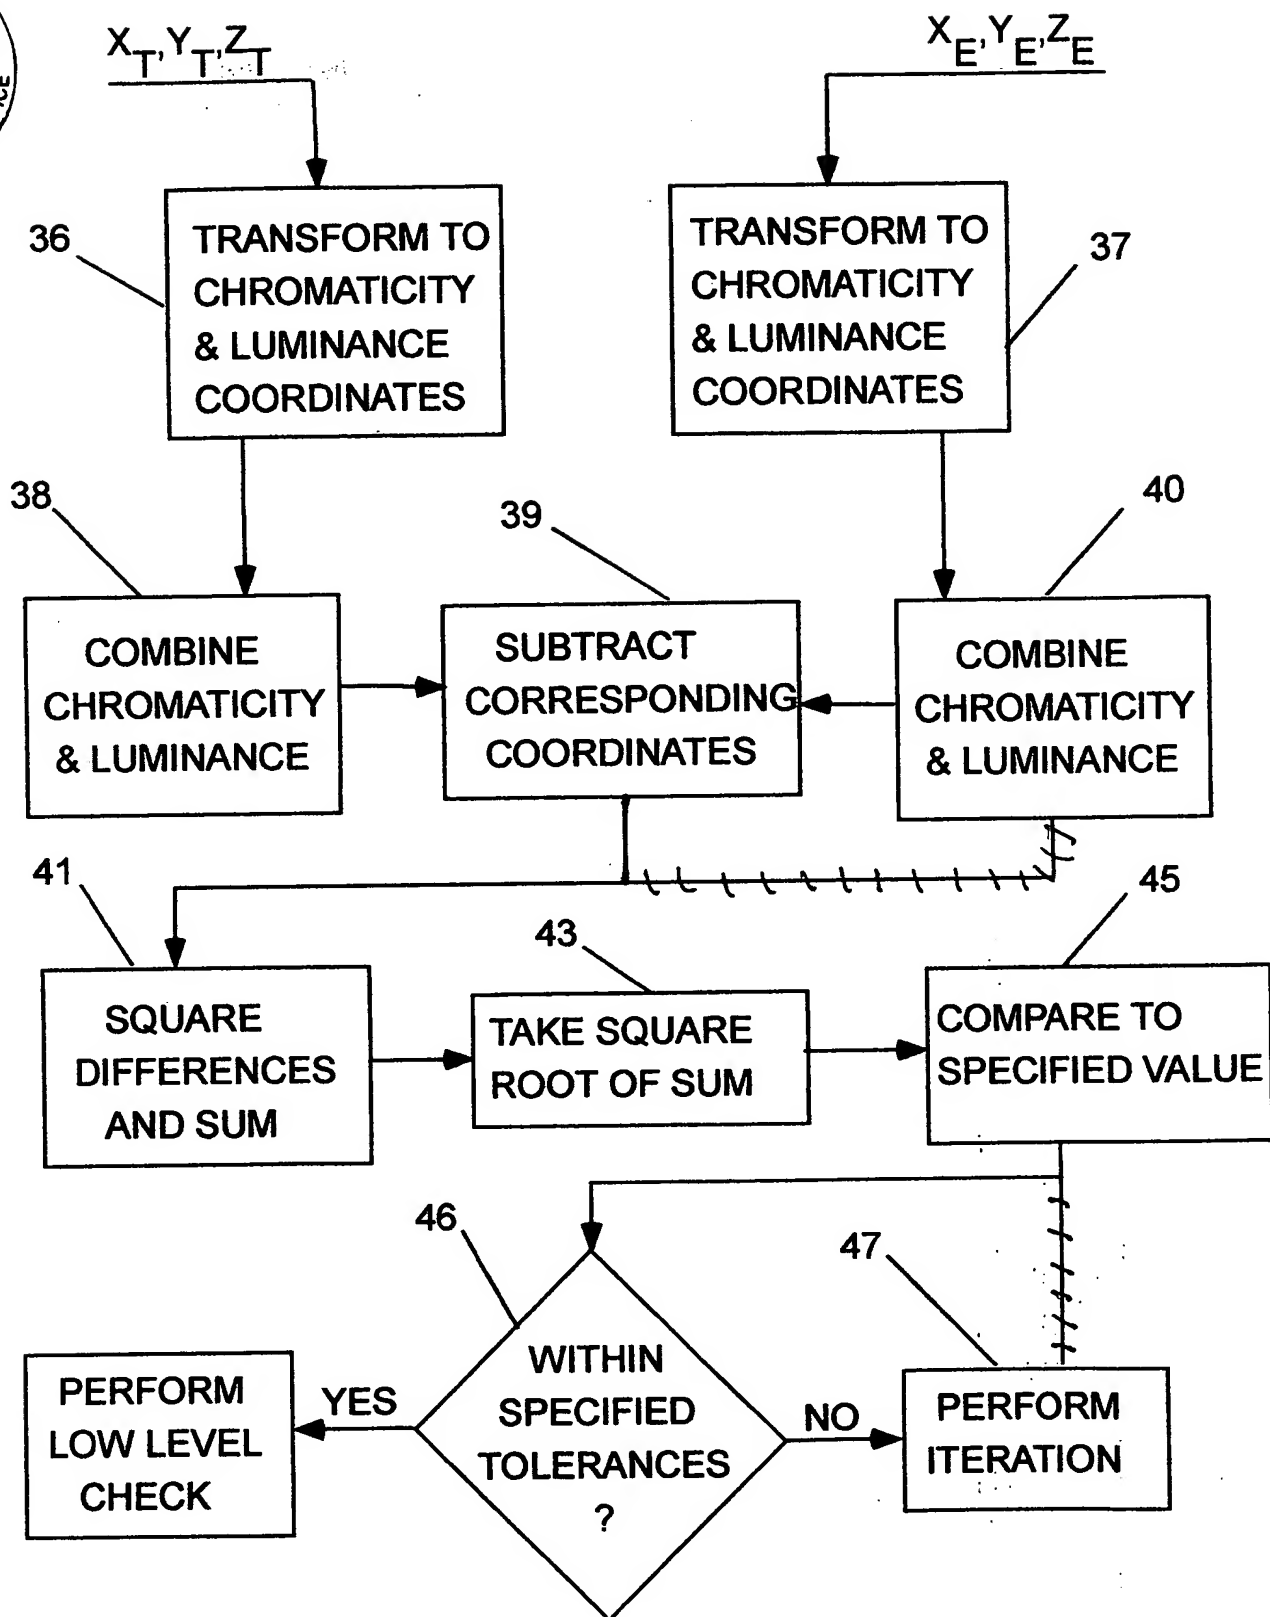 X_T,Y_T,Z_T
X_E,Y_E,Z_E
36
TRANSFORM TO
CHROMATICITY
& LUMINANCE
COORDINATES
TRANSFORM TO
CHROMATICITY
& LUMINANCE
COORDINATES
37
38
COMBINE
CHROMATICITY
& LUMINANCE
39
SUBTRACT
CORRESPONDING
COORDINATES
40
COMBINE
CHROMATICITY
& LUMINANCE
41
SQUARE
DIFFERENCES
AND SUM
43
TAKE SQUARE
ROOT OF SUM
45
COMPARE TO
SPECIFIED VALUE
46
WITHIN
SPECIFIED
TOLERANCES
?
YES
PERFORM
LOW LEVEL
CHECK
NO
47
PERFORM
ITERATION